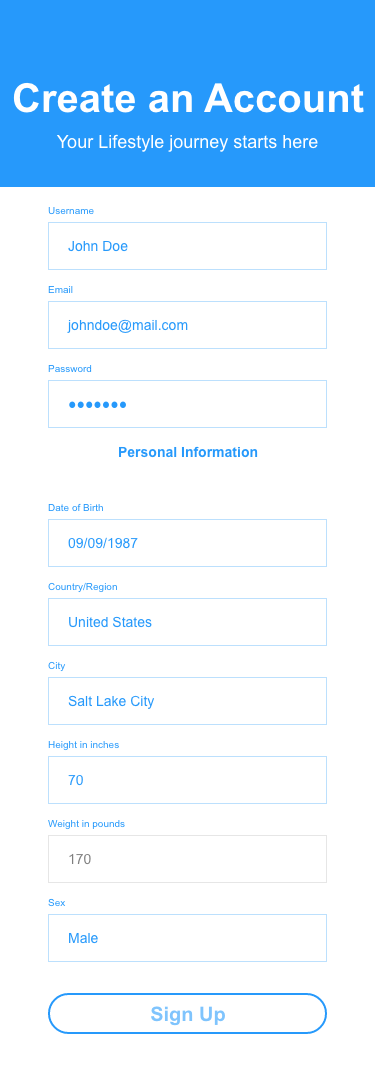 Create an Account
Your Lifestyle journey starts here
Username
John Doe
Email
johndoe@mail.com
Password
●●●●●●●
Personal Information
Date of Birth
09/09/1987
Country/Region
United States
City
Salt Lake City
Height in inches
70
Weight in pounds
170
Sex
Male
Sign Up